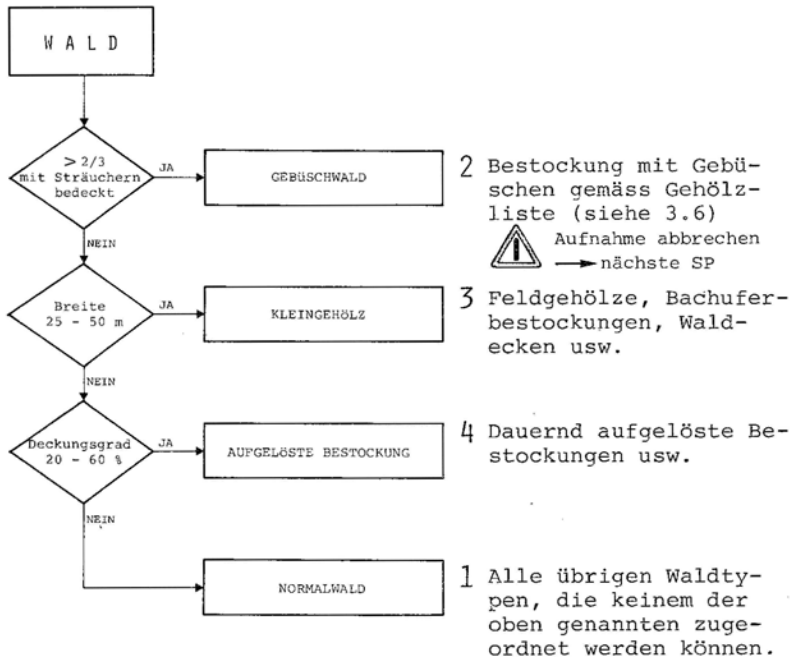 W A L D
> 2/3
mit Sträuchern
bedeckt
JA
GEBÜSCHWALD
2 Bestockung mit Gebü-
schen gemäss Gehölz-
liste (siehe 3.6)
Aufnahme abbrechen
→ nächste SP
NEIN
Breite
25 - 50 m
JA
KLEINGEHÖLZ
3 Feldgehölze, Bachufer-
bestockungen, Wald-
ecken usw.
NEIN
Deckungsgrad
20 - 60 %
JA
AUFGELÖSTE BESTOCKUNG
4 Dauernd aufgelöste Be-
stockungen usw.
NEIN
NORMALWALD
1 Alle übrigen Waldty-
pen, die keinem der
oben genannten zuge-
ordnet werden können.